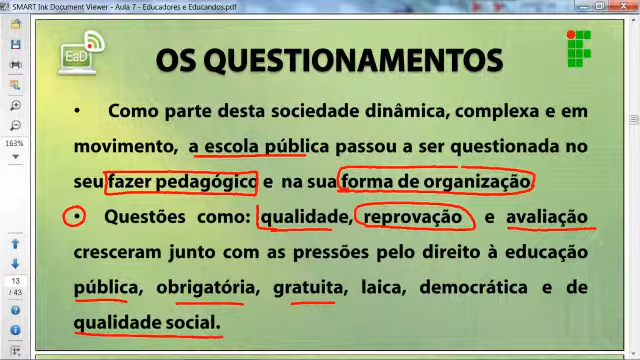 SMART Ink Document Viewer - Aula 7 - Educadores e Educandos.pdf
EaD
OS QUESTIONAMENTOS
• Como parte desta sociedade dinâmica, complexa e em
movimento, a escola pública passou a ser questionada no
seu fazer pedagógico e na sua forma de organização.
• Questões como: qualidade, reprovação e avaliação
cresceram junto com as pressões pelo direito à educação
pública, obrigatória, gratuita, laica, democrática e de
qualidade social.
163%
13
/ 43